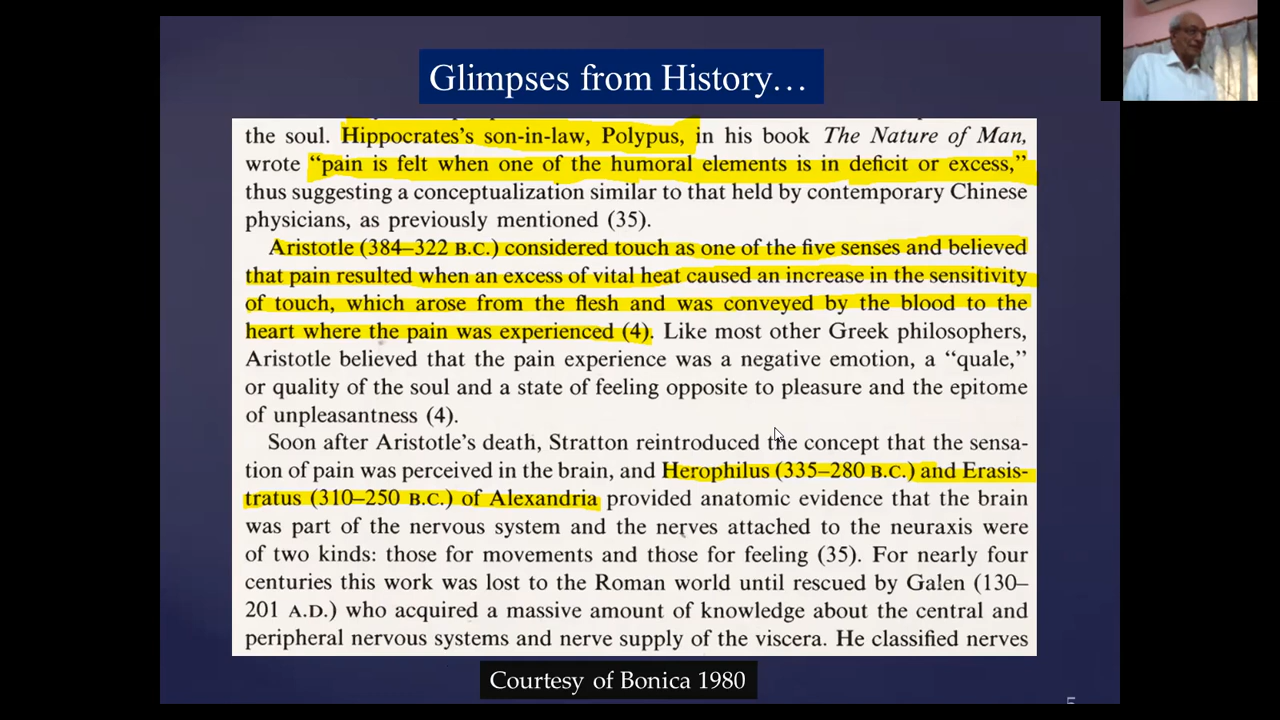 Glimpses from History…
the soul. Hippocrates's son-in-law, Polypus, in his book The Nature of Man,
wrote “pain is felt when one of the humoral elements is in deficit or excess,”
thus suggesting a conceptualization similar to that held by contemporary Chinese
physicians, as previously mentioned (35).
Aristotle (384–322 B.C.) considered touch as one of the five senses and believed
that pain resulted when an excess of vital heat caused an increase in the sensitivity
of touch, which arose from the flesh and was conveyed by the blood to the
heart where the pain was experienced (4). Like most other Greek philosophers,
Aristotle believed that the pain experience was a negative emotion, a “quale,”
or quality of the soul and a state of feeling opposite to pleasure and the epitome
of unpleasantness (4).
Soon after Aristotle's death, Stratton reintroduced the concept that the sensa-
tion of pain was perceived in the brain, and Herophilus (335–280 B.C.) and Erasis-
tratus (310–250 B.C.) of Alexandria provided anatomic evidence that the brain
was part of the nervous system and the nerves attached to the neuraxis were
of two kinds: those for movements and those for feeling (35). For nearly four
centuries this work was lost to the Roman world until rescued by Galen (130–
201 A.D.) who acquired a massive amount of knowledge about the central and
peripheral nervous systems and nerve supply of the viscera. He classified nerves
Courtesy of Bonica 1980